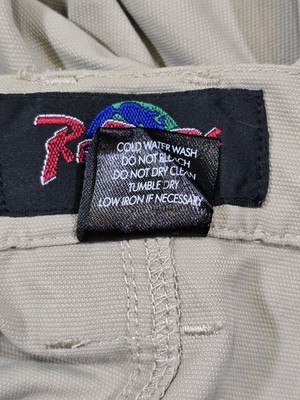 COLD WATER WASH
DO NOT BLEACH
DO NOT DRY CLEAN
TUMBLE DRY
LOW IRON IF NECESSARY